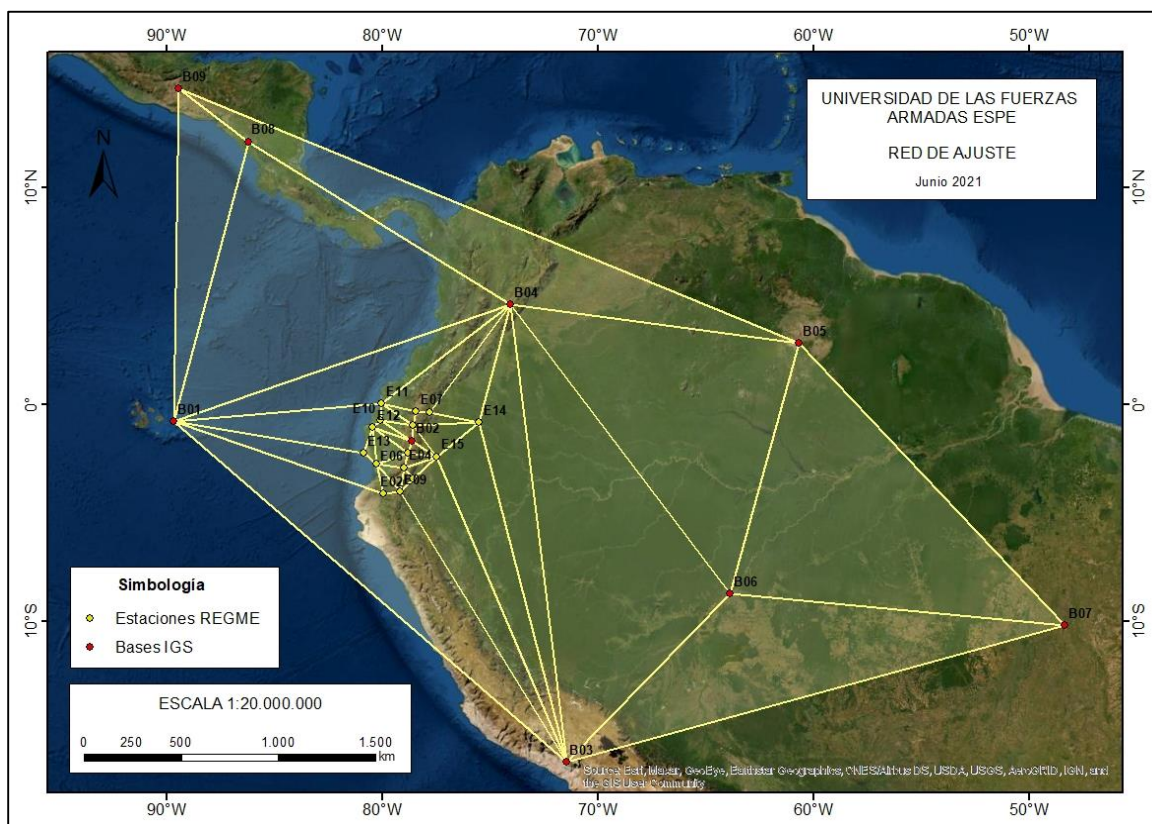 90°W 80°W 70°W 60°W 50°W
UNIVERSIDAD DE LAS FUERZAS
ARMADAS ESPE
RED DE AJUSTE
Junio 2021
B09
B08
N
10°N 10°N
B04
B05
E11
E10 E07
E12 E14
B01 B02
0° 0°
E13 E15
E06 E04
E02 E09
B06
B07
10°S 10°S
Simbología
Estaciones REGME
Bases IGS
ESCALA 1:20.000.000
0 250 500 1.000 1.500
km
B03
Source: Esri, Maxar, GeoEye, Earthstar Geographics, CNES/Airbus DS, USDA, USGS, AeroGRID, IGN, and
the GIS User Community
90°W 80°W 70°W 60°W 50°W